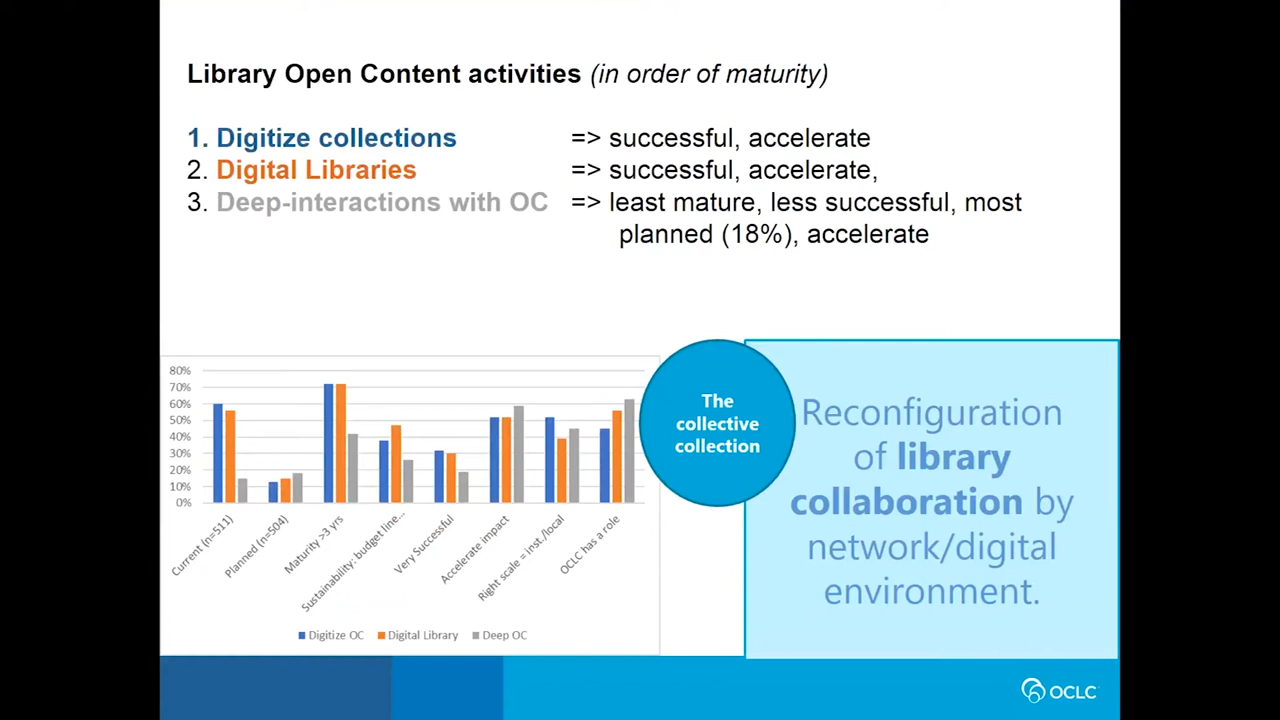 Library Open Content activities (in order of maturity)
1. Digitize collections => successful, accelerate
2. Digital Libraries => successful, accelerate,
3. Deep-interactions with OC => least mature, less successful, most
planned (18%), accelerate
80%
70%
60%
50%
40%
30%
20%
10%
0%
Current (n=511)
Planned (n=504)
Maturity >3 yrs
Sustainability: budget line...
Very Successful
Accelerate impact
Right scale = inst./local
OCLC has a role
Digitize OC Digital Library Deep OC
The
collective
collection
Reconfiguration
of library
collaboration by
network/digital
environment.
OCLC